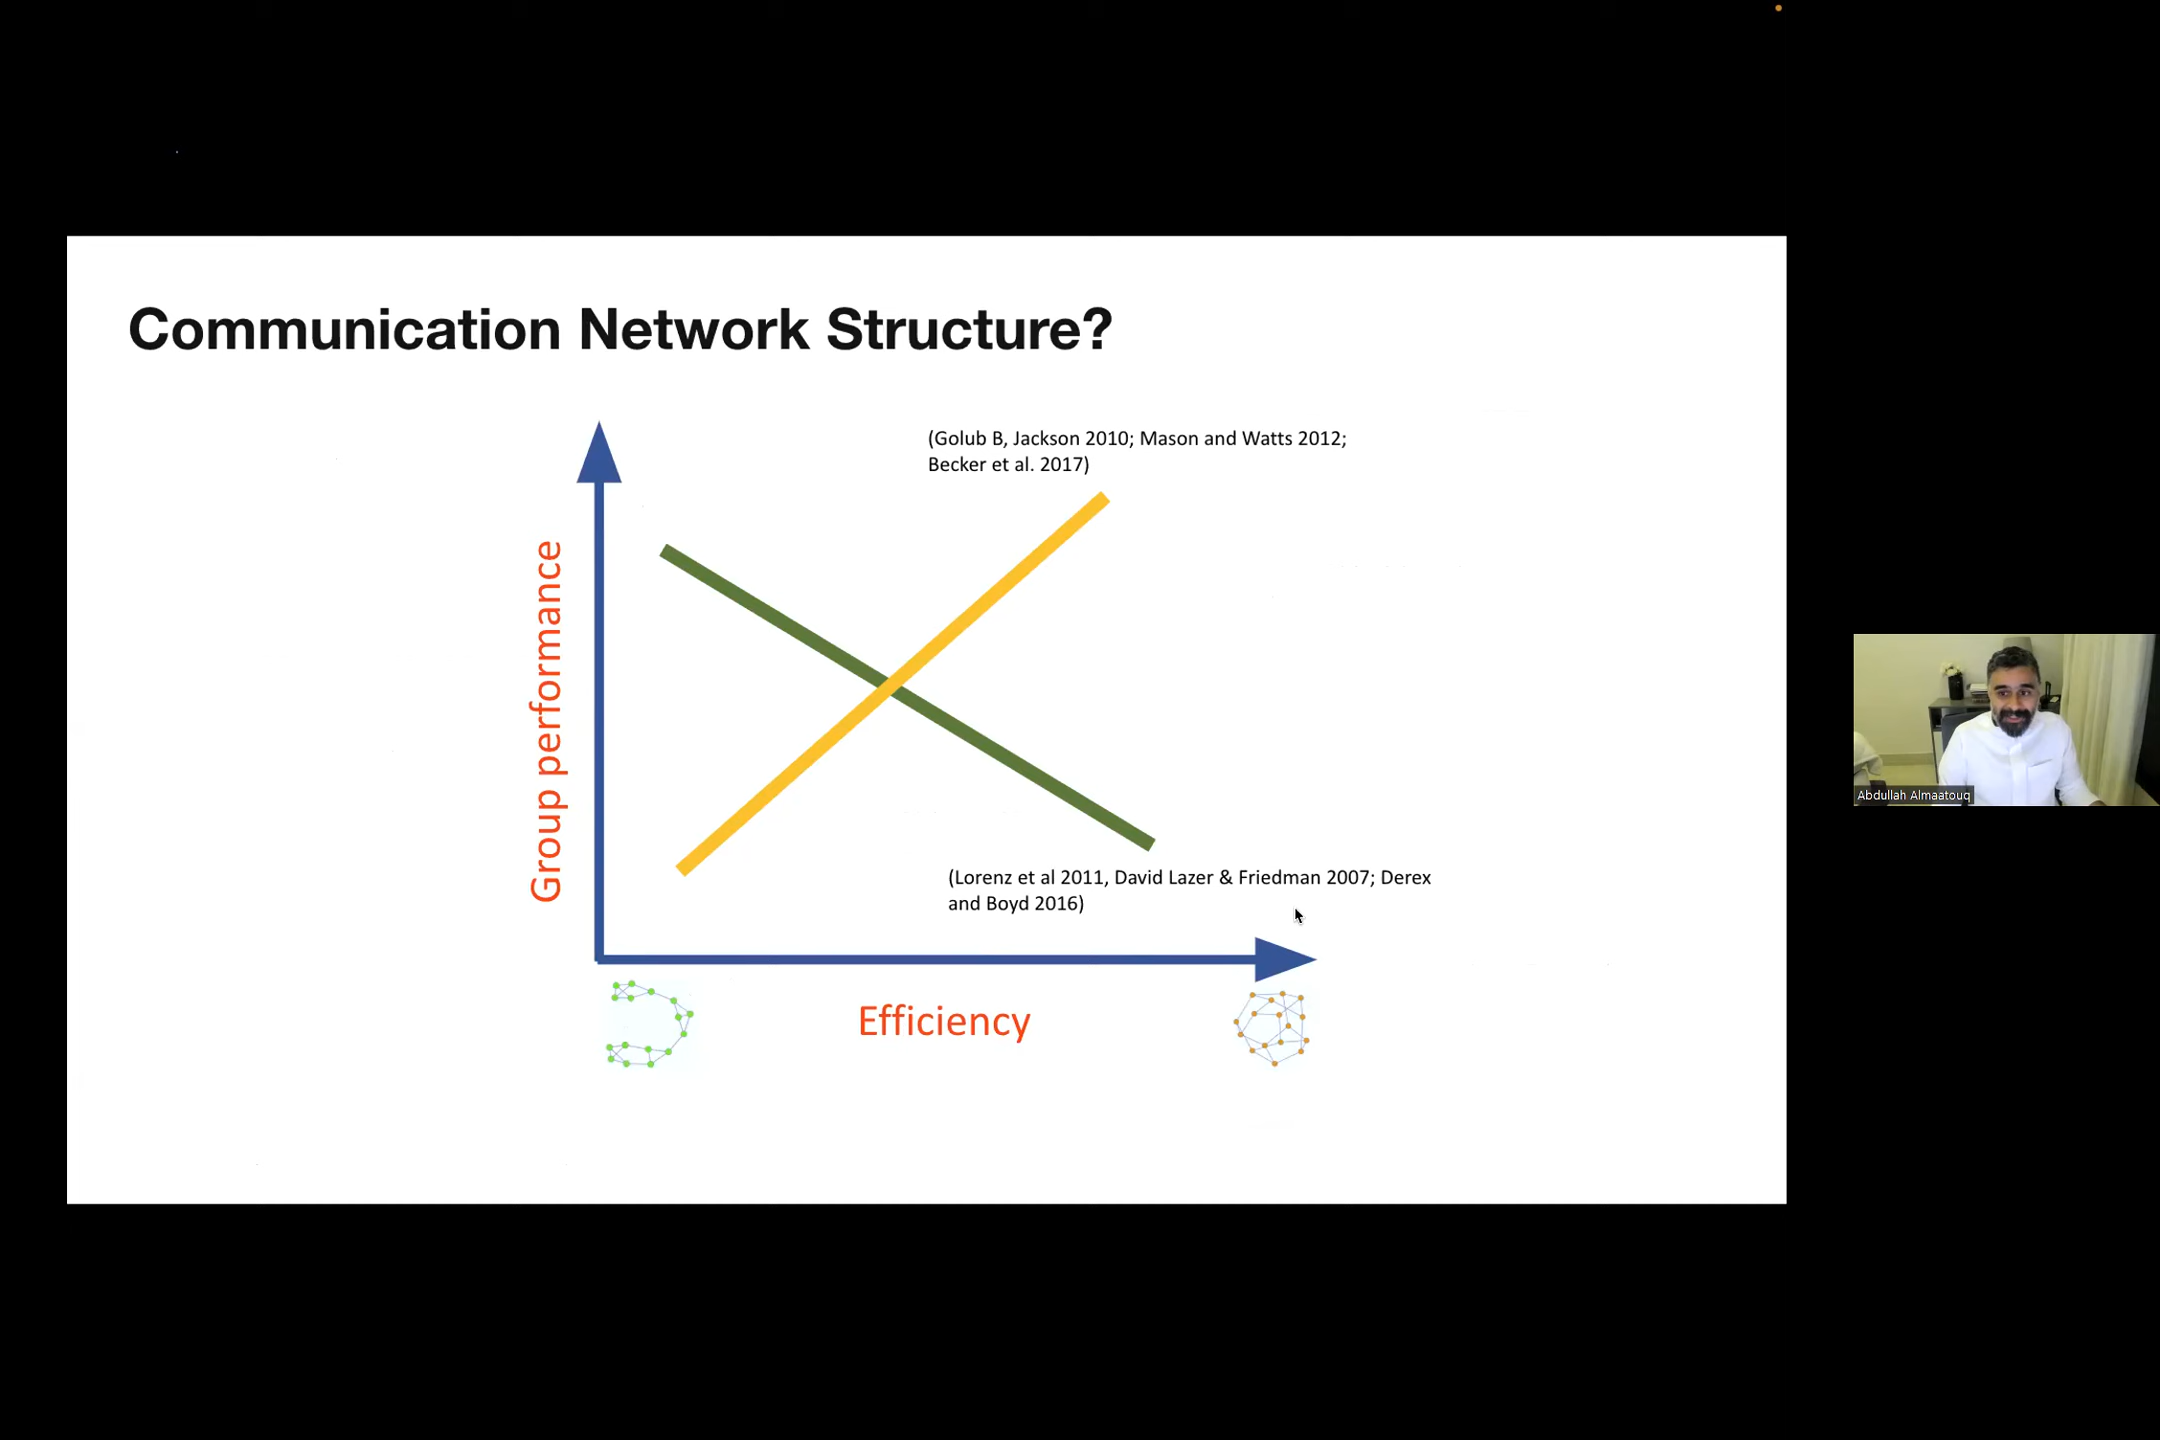 Communication Network Structure?
(Golub B, Jackson 2010; Mason and Watts 2012;
Becker et al. 2017)
Group performance
(Lorenz et al 2011, David Lazer & Friedman 2007; Derex
and Boyd 2016)
Efficiency
Abdullah Almaatouq